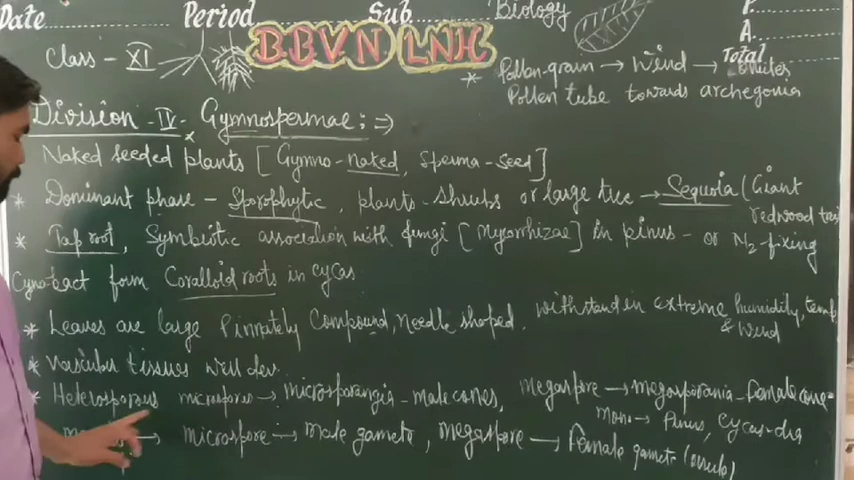 Date Period Sub Biology P.
A.
Total
Class - XI BBVN LNH
* Pollen-grain → Wind →
Pollen tube towards archegonia
Division - IV - Gymnospermae :⇒
Naked seeded plants [Gymno-naked, Sperma-seed]
* Dominant phase - Sporophytic, plants - shrubs or large tree → Sequoia (Giant
redwood tree
* Tap root, Symbiotic association with fungi [Mycorrhizae] in pinus - or N2-fixing
Cynobact form Coralloid roots in cycas
* Leaves are large Pinnately Compound, Needle shaped. withstand in extreme humidity, temp
& Wind
* Vascular tissues well dev.
* Heterosporous microspore → microsporangia - male cones, megaspore → megasporania - Female cone
Mono → Pinus, Cycas - dia
→ microspore → male gamete, megaspore → Female gamete (ovule)